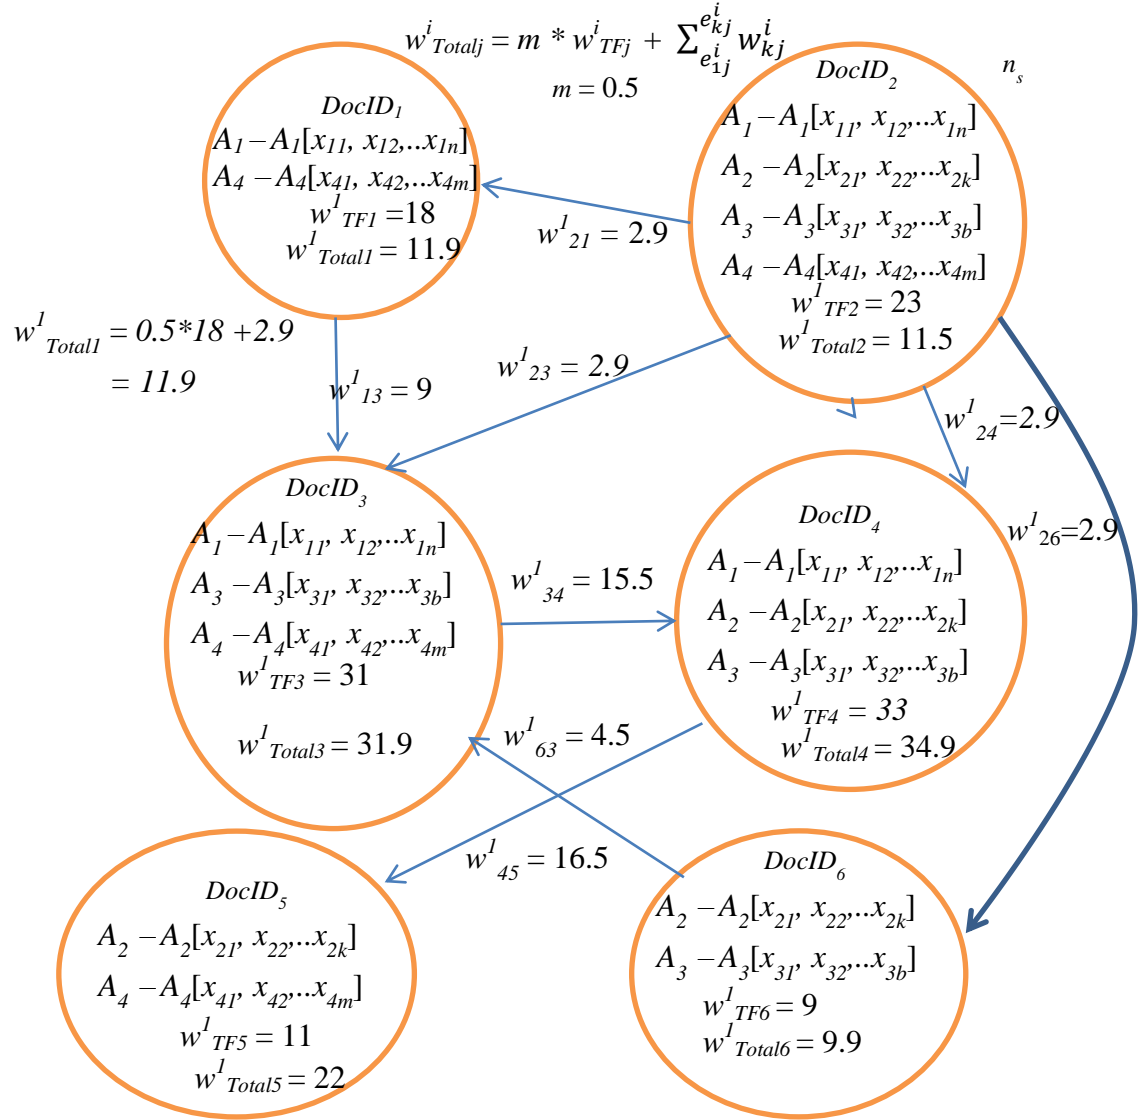 w^i_Totalj = m * w^i_TFj + ∑_{e^i_1j}^{e^i_kj} w^i_kj
m = 0.5
n_s
DocID_1
A_1 – A_1[x_11, x_12,..x_1n]
A_4 – A_4[x_41, x_42,..x_4m]
w^1_TF1 =18
w^1_Total1 = 11.9
DocID_2
A_1 – A_1[x_11, x_12,..x_1n]
A_2 – A_2[x_21, x_22,..x_2k]
A_3 – A_3[x_31, x_32,..x_3b]
A_4 – A_4[x_41, x_42,..x_4m]
w^1_TF2 = 23
w^1_Total2 = 11.5
w^1_21 = 2.9
w^1_Total1 = 0.5*18 +2.9
= 11.9
w^1_13 = 9
w^1_23 = 2.9
w^1_24=2.9
w^1_26=2.9
DocID_3
A_1 – A_1[x_11, x_12,..x_1n]
A_3 – A_3[x_31, x_32,..x_3b]
A_4 – A_4[x_41, x_42,..x_4m]
w^1_TF3 = 31
w^1_Total3 = 31.9
w^1_34 = 15.5
DocID_4
A_1 – A_1[x_11, x_12,..x_1n]
A_2 – A_2[x_21, x_22,..x_2k]
A_3 – A_3[x_31, x_32,..x_3b]
w^1_TF4 = 33
w^1_Total4 = 34.9
w^1_63 = 4.5
w^1_45 = 16.5
DocID_5
A_2 – A_2[x_21, x_22,..x_2k]
A_4 – A_4[x_41, x_42,..x_4m]
w^1_TF5 = 11
w^1_Total5 = 22
DocID_6
A_2 – A_2[x_21, x_22,..x_2k]
A_3 – A_3[x_31, x_32,..x_3b]
w^1_TF6 = 9
w^1_Total6 = 9.9